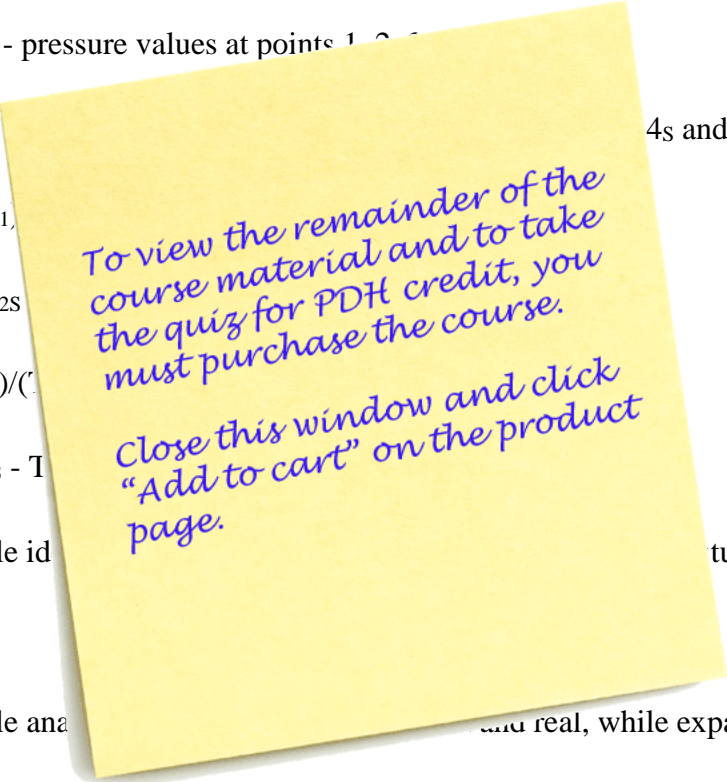 - pressure values at points 1, 2, 6
4s and
1)
To view the remainder of the
course material and to take
2s
the quiz for PDH credit, you
must purchase the course.
)/(T
Close this window and click
s - T
"Add to cart" on the product
page.
le id
le ana
and real, while expa